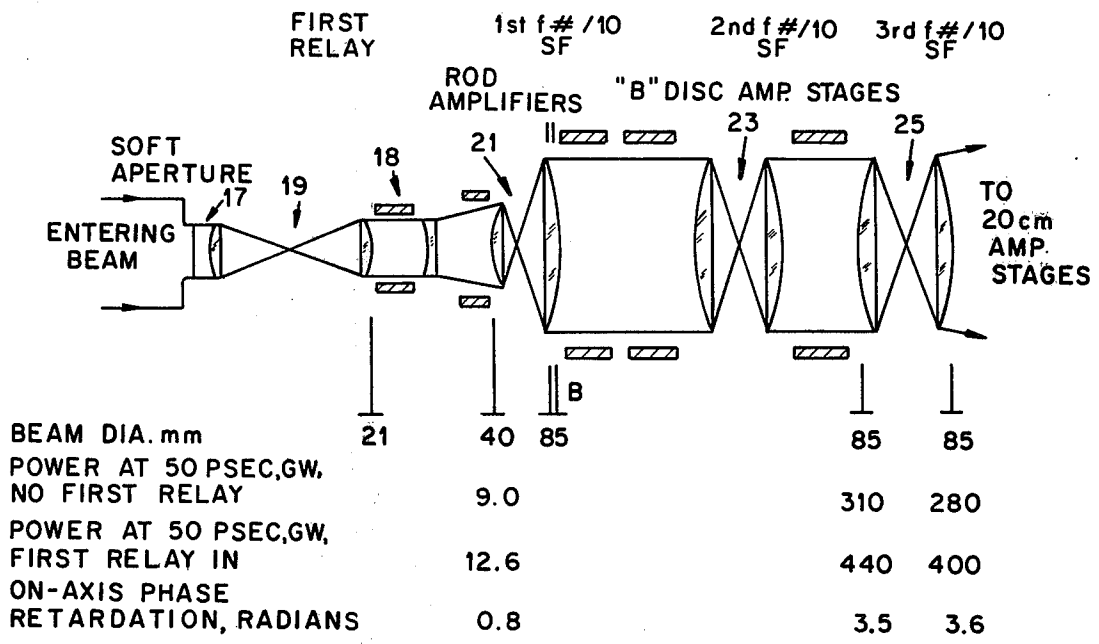 FIRST RELAY
1st f#/10 SF
2nd f#/10 SF
3rd f#/10 SF
ROD AMPLIFIERS
"B" DISC AMP. STAGES
SOFT APERTURE
17
19
18
21
23
25
ENTERING BEAM
TO 20cm AMP. STAGES
B
BEAM DIA. mm 21 40 85 85 85
POWER AT 50 PSEC,GW,
NO FIRST RELAY 9.0 310 280
POWER AT 50 PSEC,GW,
FIRST RELAY IN 12.6 440 400
ON-AXIS PHASE
RETARDATION, RADIANS 0.8 3.5 3.6